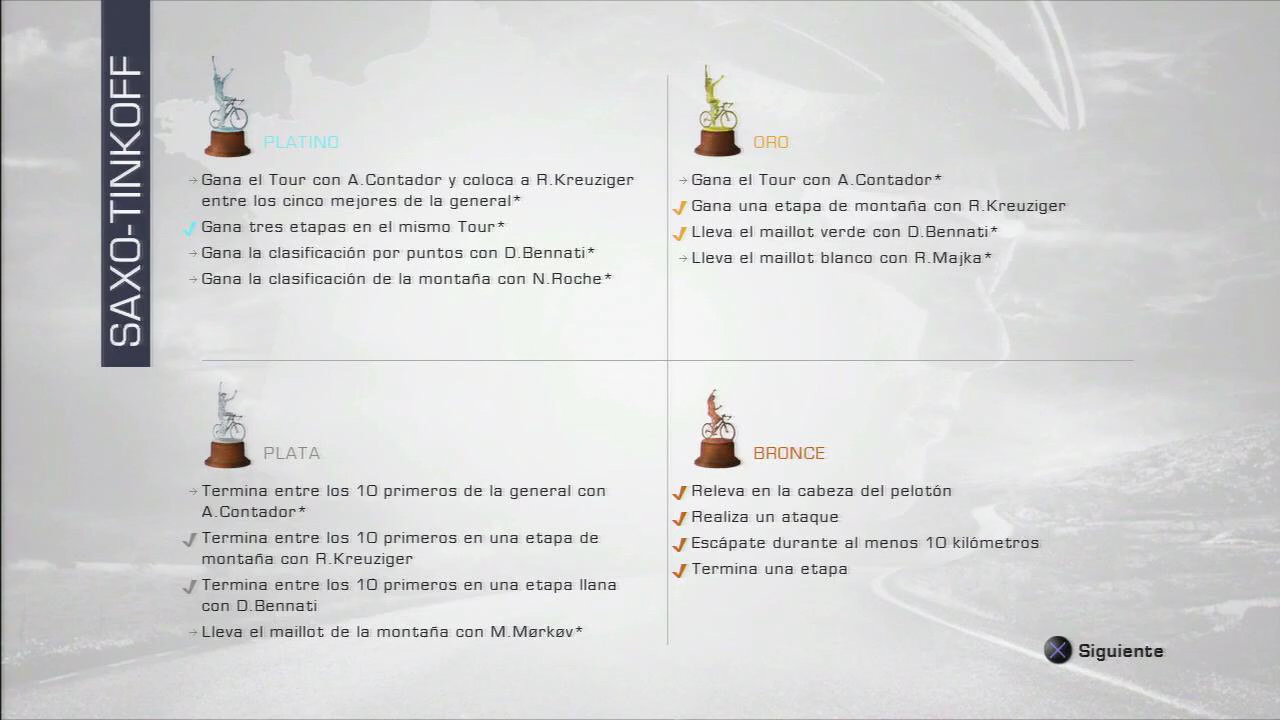 SAXO-TINKOFF
PLATINO
Gana el Tour con A.Contador y coloca a R.Kreuziger
entre los cinco mejores de la general*
Gana tres etapas en el mismo Tour*
Gana la clasificación por puntos con D.Bennati*
Gana la clasificación de la montaña con N.Roche*
ORO
Gana el Tour con A.Contador*
Gana una etapa de montaña con R.Kreuziger
Lleva el maillot verde con D.Bennati*
Lleva el maillot blanco con R.Majka*
PLATA
Termina entre los 10 primeros de la general con
A.Contador*
Termina entre los 10 primeros en una etapa de
montaña con R.Kreuziger
Termina entre los 10 primeros en una etapa llana
con D.Bennati
Lleva el maillot de la montaña con M.Mørkøv*
BRONCE
Releva en la cabeza del pelotón
Realiza un ataque
Escápate durante al menos 10 kilómetros
Termina una etapa
Siguiente